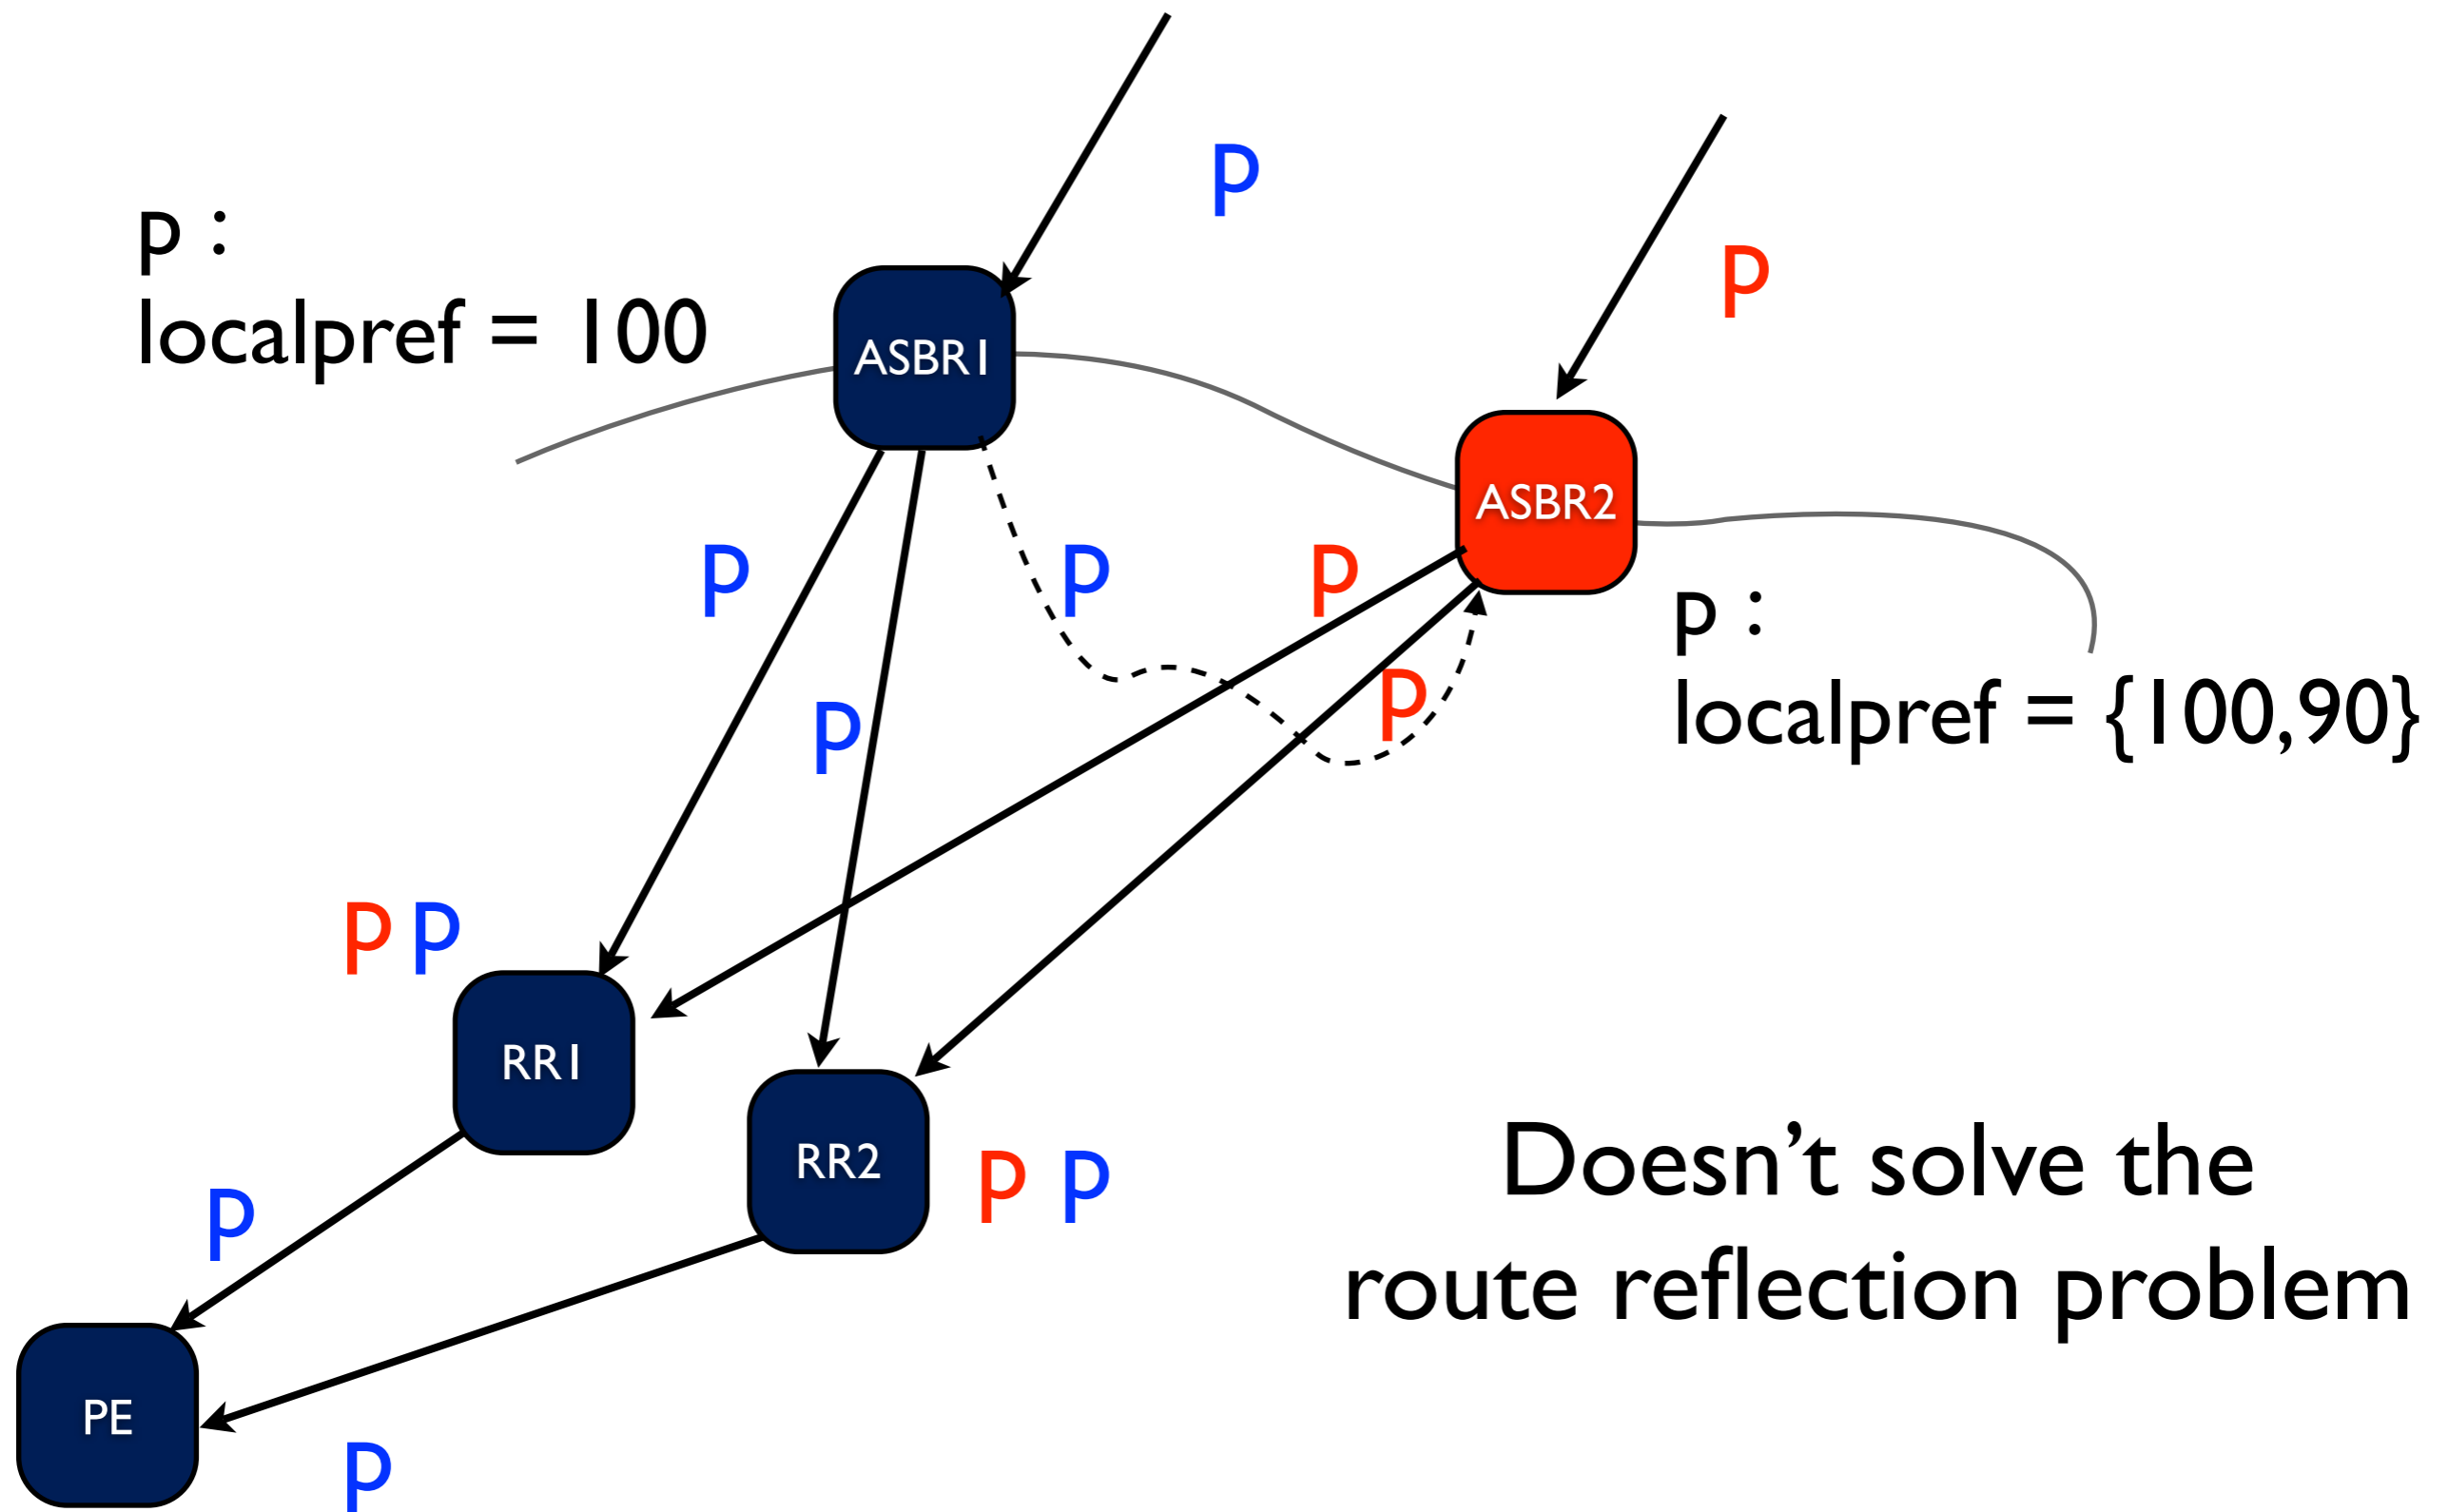 P
P
p :
localpref = 100
ASBR1
ASBR2
P
P
P
p :
localpref = {100,90}
P
P
P P
RR1
RR2
P P
Doesn't solve the
route reflection problem
P
PE
P